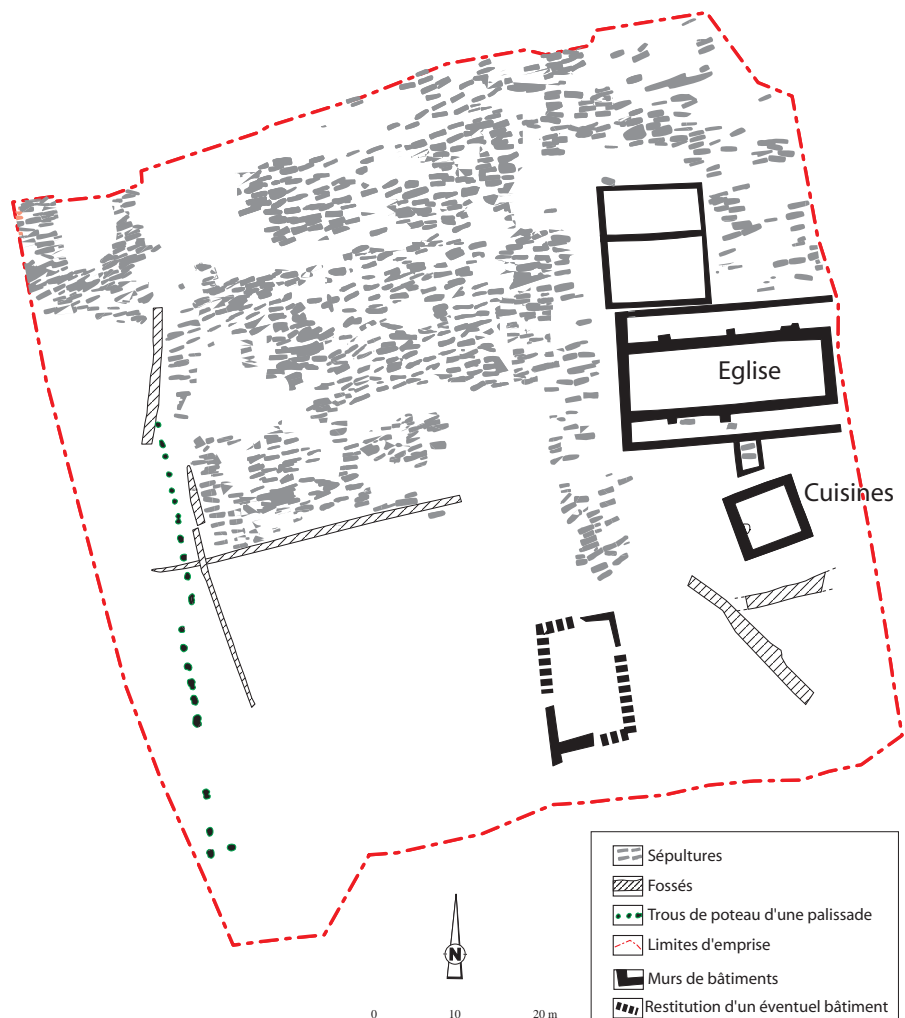 Eglise
Cuisines
Sépultures
Fossés
Trous de poteau d'une palissade
Limites d'emprise
Murs de bâtiments
Restitution d'un éventuel bâtiment
N
0 10 20 m